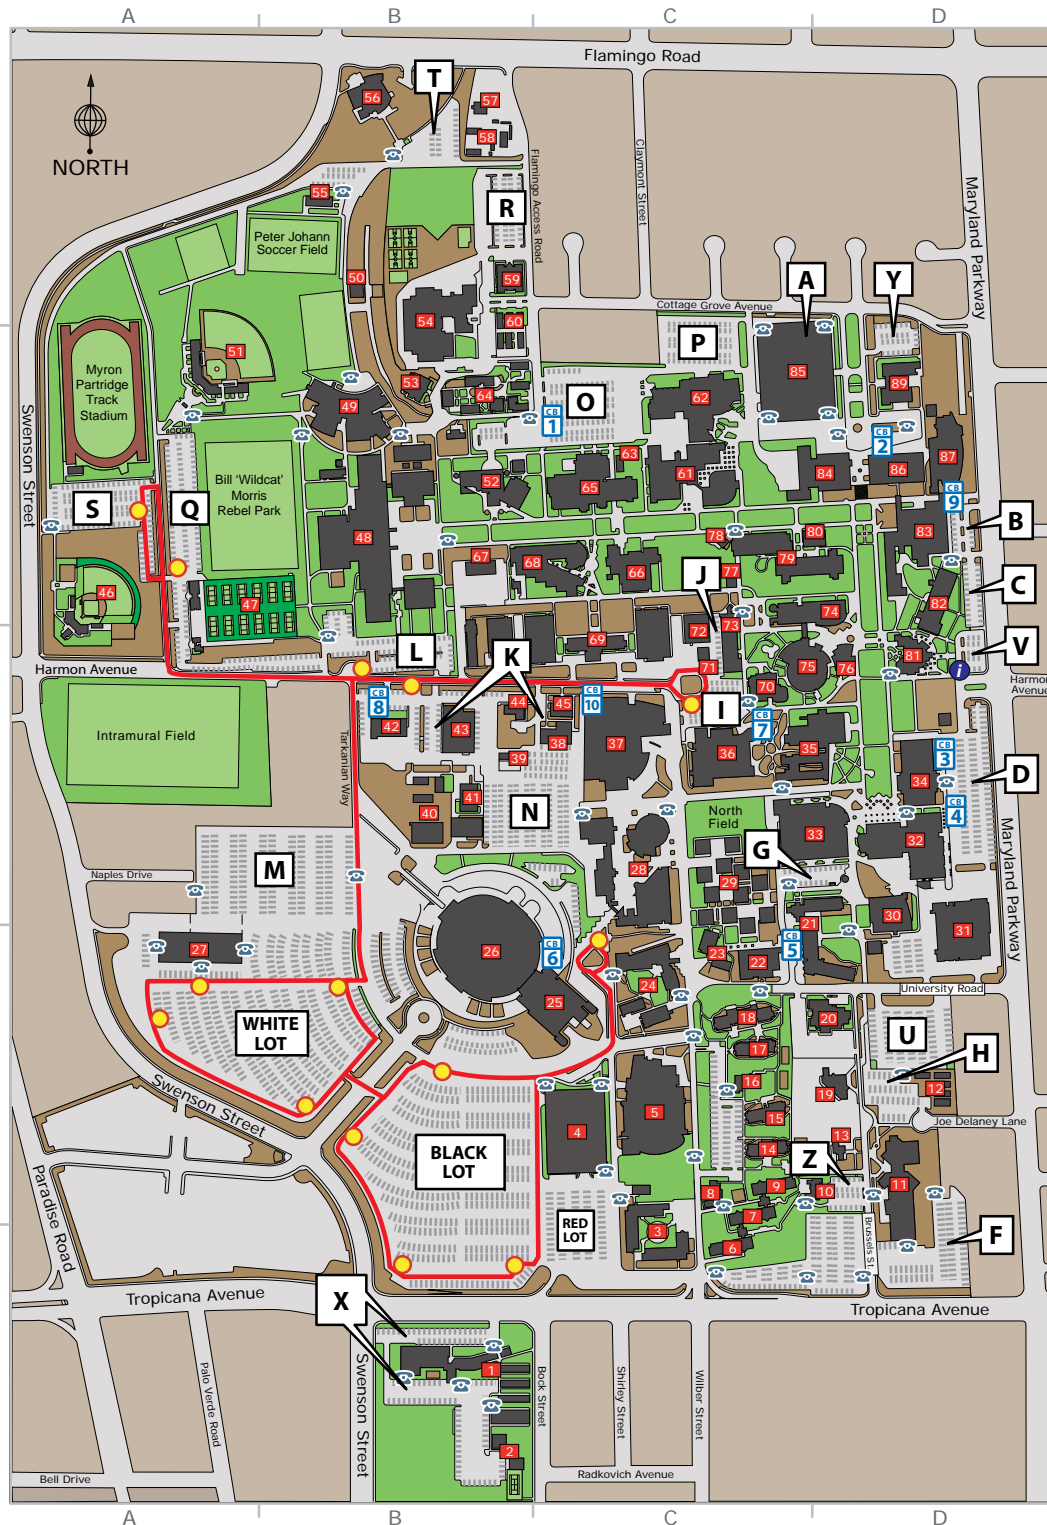 A
B
C
D
Flamingo Road
T
56
57
58
NORTH
Flamingo Access Road
Claymont Street
Maryland Parkway
55
R
Peter Johann
Soccer Field
50
59
A
Y
Cottage Grove Avenue
54
60
P
51
85
89
Myron
Partridge
Track
Stadium
53
64
O
62
49
CB
1
CB
2
Swenson Street
63
87
52
61
84
86
65
Bill ‘Wildcat’
Morris
Rebel Park
CB
9
S
Q
B
48
78
80
83
67
68
79
66
77
J
C
46
47
82
74
72
73
69
L
K
V
81
Harmon Avenue
71
75
76
i
Harmon
Avenue
70
CB
8
44
45
CB
10
I
CB
7
42
43
38
37
36
35
CB
3
Intramural Field
Tarkanian Way
39
34
D
41
N
CB
4
40
North
Field
33
G
32
M
28
Naples Drive
29
Maryland Parkway
30
21
31
27
26
CB
6
CB
5
23
22
24
University Road
25
WHITE
LOT
18
20
U
17
H
16
12
19
Swenson Street
5
15
Joe Delaney Lane
4
13
BLACK
LOT
14
Z
9
11
8
10
Paradise Road
RED
LOT
7
F
3
6
Brussels St.
X
Tropicana Avenue
Tropicana Avenue
1
Palo Verde Road
Swenson Street
Bock Street
Shirley Street
Wilber Street
2
Bell Drive
Radkovich Avenue
A
B
C
D